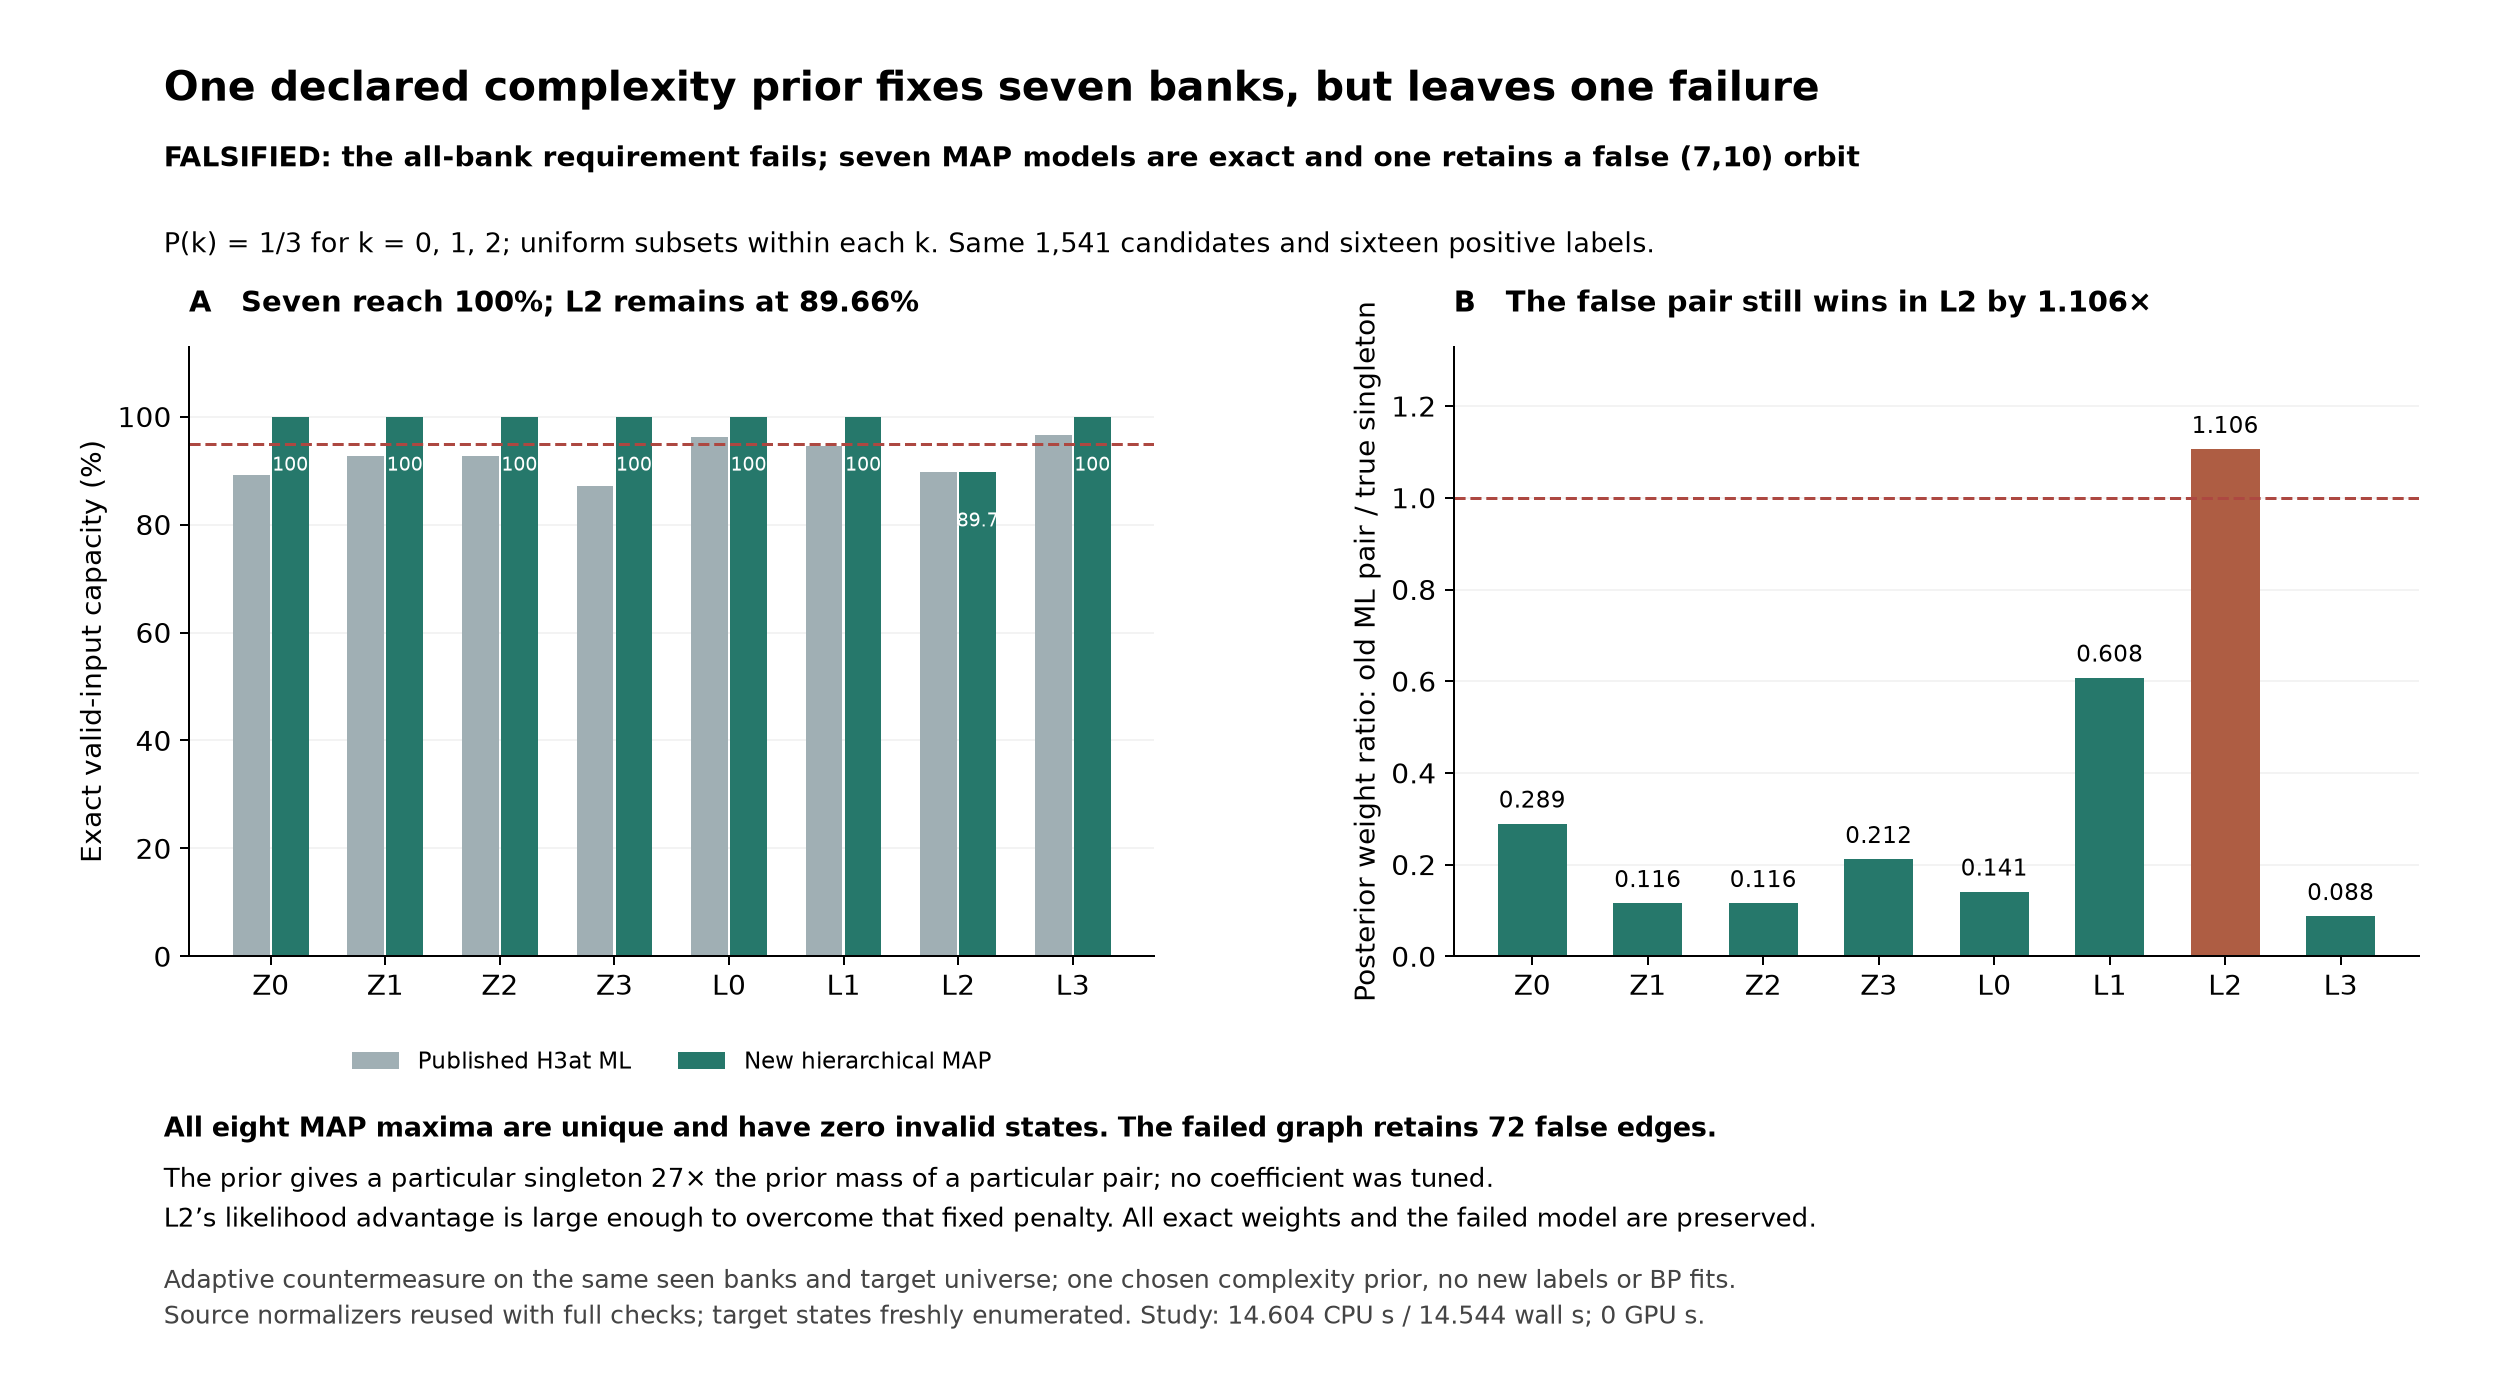 One declared complexity prior fixes seven banks, but leaves one failure
FALSIFIED: the all-bank requirement fails; seven MAP models are exact and one retains a false (7,10) orbit
P(k) = 1/3 for k = 0, 1, 2; uniform subsets within each k. Same 1,541 candidates and sixteen positive labels.
A Seven reach 100%; L2 remains at 89.66%
Exact valid-input capacity (%)
100
80
60
40
20
0
100
100
100
100
100
100
89.7
100
Z0 Z1 Z2 Z3 L0 L1 L2 L3
Published H3at ML New hierarchical MAP
B The false pair still wins in L2 by 1.106×
Posterior weight ratio: old ML pair / true singleton
1.2
1.0
0.8
0.6
0.4
0.2
0.0
0.289
0.116
0.116
0.212
0.141
0.608
1.106
0.088
Z0 Z1 Z2 Z3 L0 L1 L2 L3
All eight MAP maxima are unique and have zero invalid states. The failed graph retains 72 false edges.
The prior gives a particular singleton 27× the prior mass of a particular pair; no coefficient was tuned.
L2’s likelihood advantage is large enough to overcome that fixed penalty. All exact weights and the failed model are preserved.
Adaptive countermeasure on the same seen banks and target universe; one chosen complexity prior, no new labels or BP fits.
Source normalizers reused with full checks; target states freshly enumerated. Study: 14.604 CPU s / 14.544 wall s; 0 GPU s.